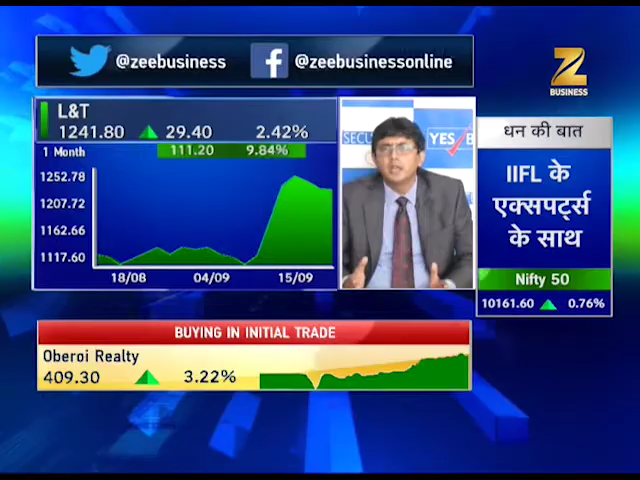 @zeebusiness
@zeebusinessonline
Z
BUSINESS
L&T
1241.80 29.40 2.42%
1 Month 111.20 9.84%
1252.78
1207.72
1162.66
1117.60
18/08 04/09 15/09
YES B
धन की बात
IIFL के
एक्सपर्ट्स
के साथ
Nifty 50
10161.60 0.76%
BUYING IN INITIAL TRADE
Oberoi Realty
409.30 3.22%